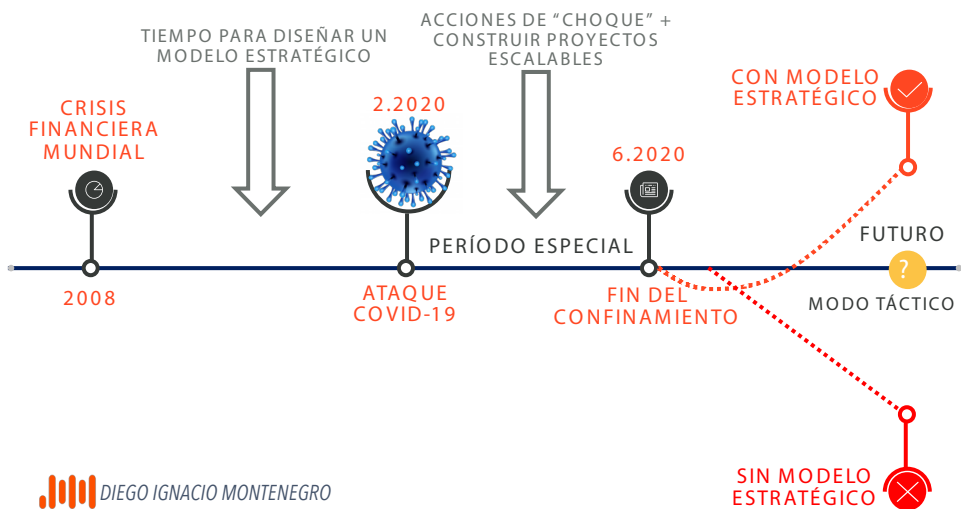 TIEMPO PARA DISEÑAR UN
MODELO ESTRATÉGICO
ACCIONES DE “CHOQUE” +
CONSTRUIR PROYECTOS
ESCALABLES
CON MODELO
ESTRATÉGICO
CRISIS
FINANCIERA
MUNDIAL
2.2020
6.2020
PERÍODO ESPECIAL
FUTURO
?
2008
ATAQUE
COVID-19
FIN DEL
CONFINAMIENTO
MODO TÁCTICO
SIN MODELO
ESTRATÉGICO
DIEGO IGNACIO MONTENEGRO